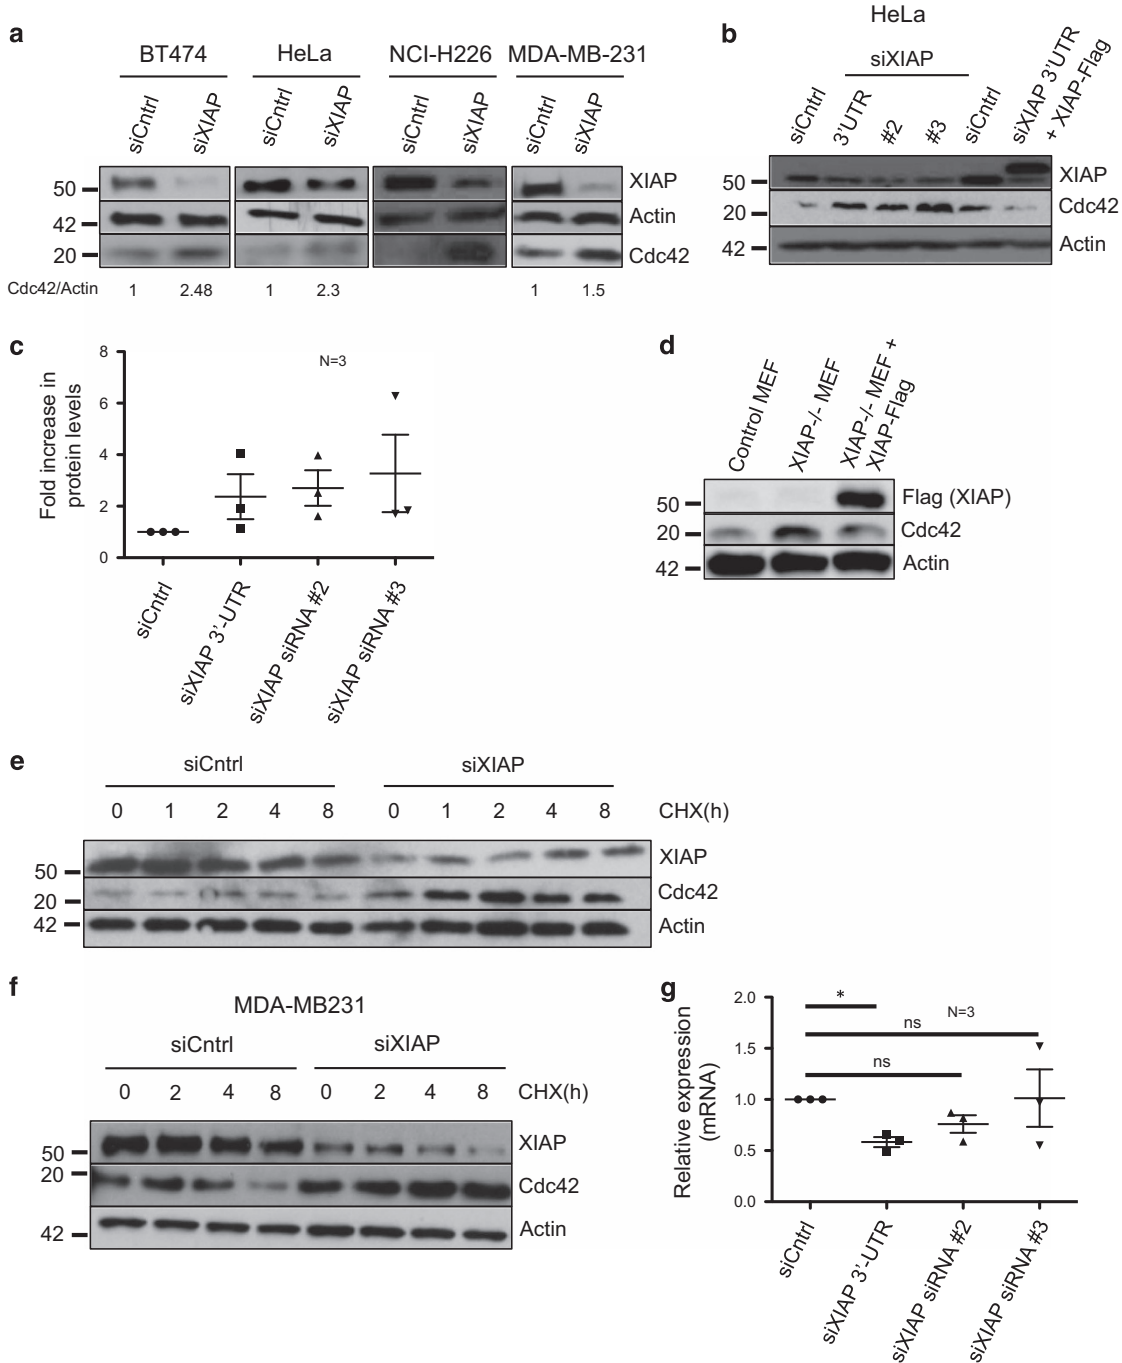 a
BT474 HeLa NCI-H226 MDA-MB-231
siCntrl siXIAP siCntrl siXIAP siCntrl siXIAP siCntrl siXIAP
50 XIAP
42 Actin
20 Cdc42
Cdc42/Actin 1 2.48 1 2.3 1 1.5
b
HeLa
siXIAP
siCntrl 3'UTR #2 #3 siCntrl siXIAP 3'UTR + XIAP-Flag
50 XIAP
20 Cdc42
42 Actin
c
Fold increase in
protein levels
8
6
4
2
0
N=3
siCntrl
siXIAP 3'-UTR
siXIAP siRNA #2
siXIAP siRNA #3
d
Control MEF
XIAP-/- MEF
XIAP-/- MEF +
XIAP-Flag
50 Flag (XIAP)
20 Cdc42
42 Actin
e
siCntrl siXIAP
0 1 2 4 8 0 1 2 4 8 CHX(h)
50 XIAP
20 Cdc42
42 Actin
f
MDA-MB231
siCntrl siXIAP
0 2 4 8 0 2 4 8 CHX(h)
50 XIAP
20 Cdc42
42 Actin
g
Relative expression
(mRNA)
2.0
1.5
1.0
0.5
0.0
*
N=3
ns
ns
siCntrl
siXIAP 3'-UTR
siXIAP siRNA #2
siXIAP siRNA #3